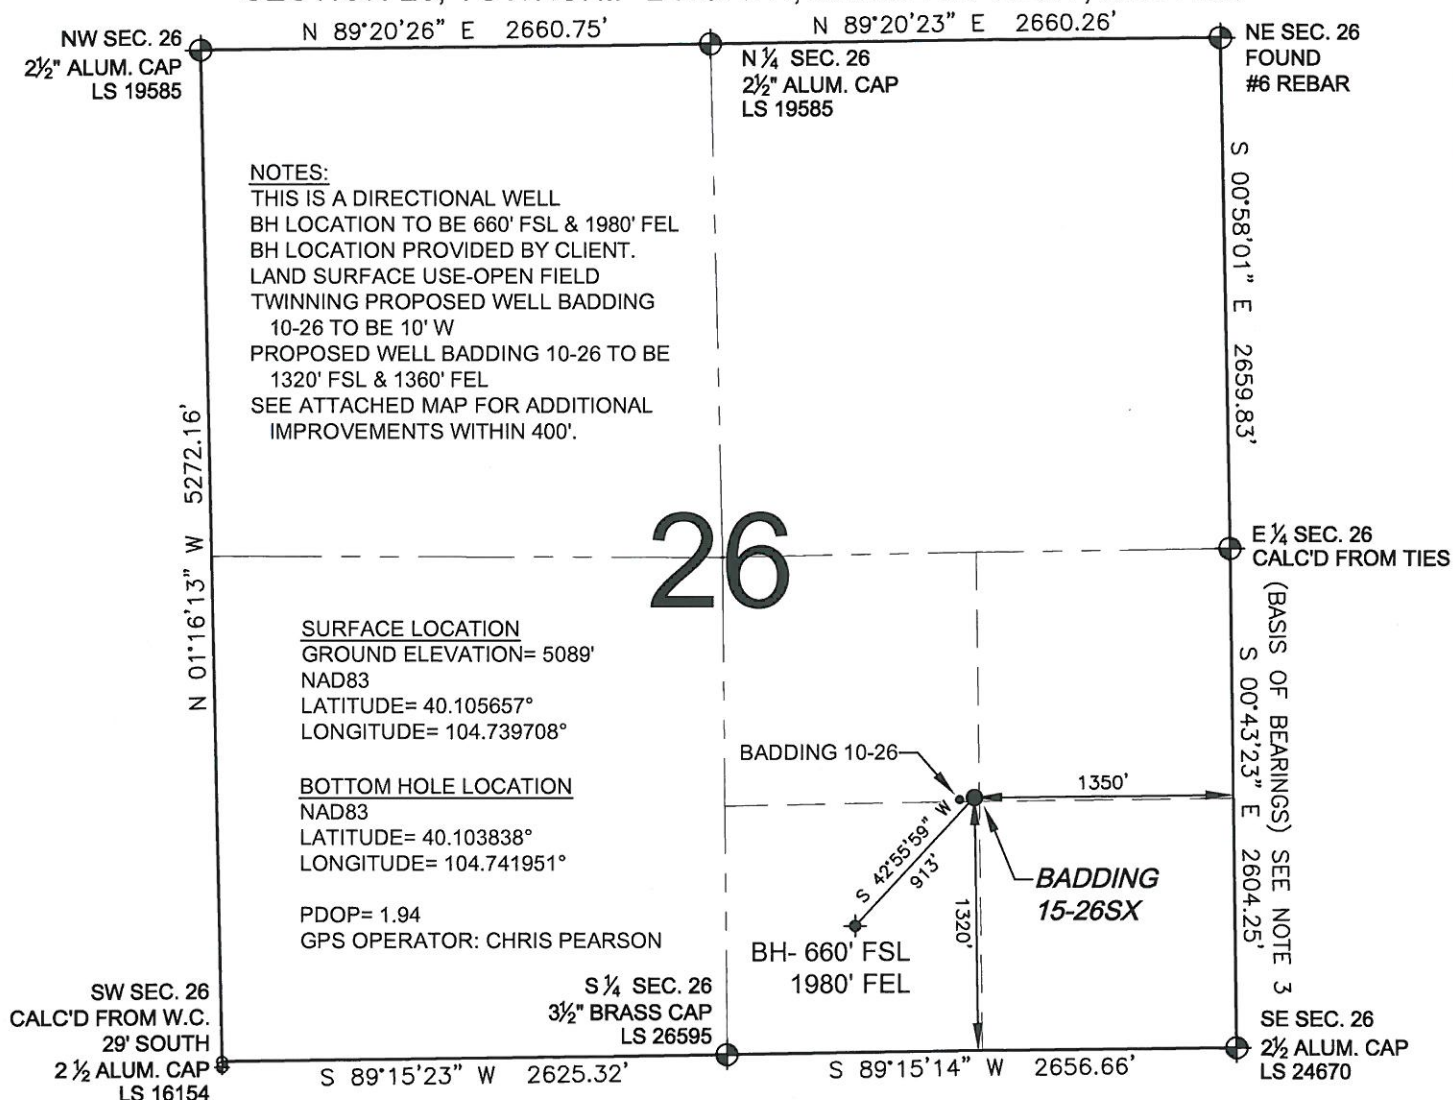 N 89°20'26" E 2660.75'
N 89°20'23" E 2660.26'
NW SEC. 26
2½" ALUM. CAP
LS 19585
N ¼ SEC. 26
2½" ALUM. CAP
LS 19585
NE SEC. 26
FOUND
#6 REBAR
NOTES:
THIS IS A DIRECTIONAL WELL
BH LOCATION TO BE 660' FSL & 1980' FEL
BH LOCATION PROVIDED BY CLIENT.
LAND SURFACE USE-OPEN FIELD
TWINNING PROPOSED WELL BADDING
10-26 TO BE 10' W
PROPOSED WELL BADDING 10-26 TO BE
1320' FSL & 1360' FEL
SEE ATTACHED MAP FOR ADDITIONAL
IMPROVEMENTS WITHIN 400'.
S 00°58'01" E 2659.83'
N 01°16'13" W 5272.16'
26
E ¼ SEC. 26
CALC'D FROM TIES
(BASIS OF BEARINGS) SEE NOTE 3
S 00°43'23" E 2604.25'
SURFACE LOCATION
GROUND ELEVATION= 5089'
NAD83
LATITUDE= 40.105657°
LONGITUDE= 104.739708°
BOTTOM HOLE LOCATION
NAD83
LATITUDE= 40.103838°
LONGITUDE= 104.741951°
PDOP= 1.94
GPS OPERATOR: CHRIS PEARSON
BADDING 10-26
1350'
S 42°55'59" W
913'
1320'
BADDING
15-26SX
BH- 660' FSL
1980' FEL
SW SEC. 26
CALC'D FROM W.C.
29' SOUTH
2 ½ ALUM. CAP
LS 16154
S ¼ SEC. 26
3½" BRASS CAP
LS 26595
SE SEC. 26
2½ ALUM. CAP
LS 24670
S 89°15'23" W 2625.32'
S 89°15'14" W 2656.66'